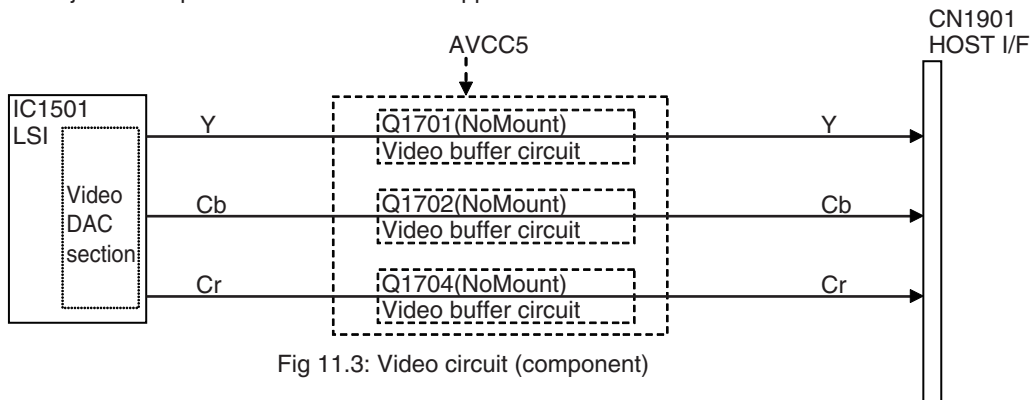 CN1901
HOST I/F
AVCC5
IC1501
LSI
Video
DAC
section
Y
Q1701(NoMount)
Video buffer circuit
Y
Cb
Q1702(NoMount)
Video buffer circuit
Cb
Cr
Q1704(NoMount)
Video buffer circuit
Cr
Fig 11.3: Video circuit (component)